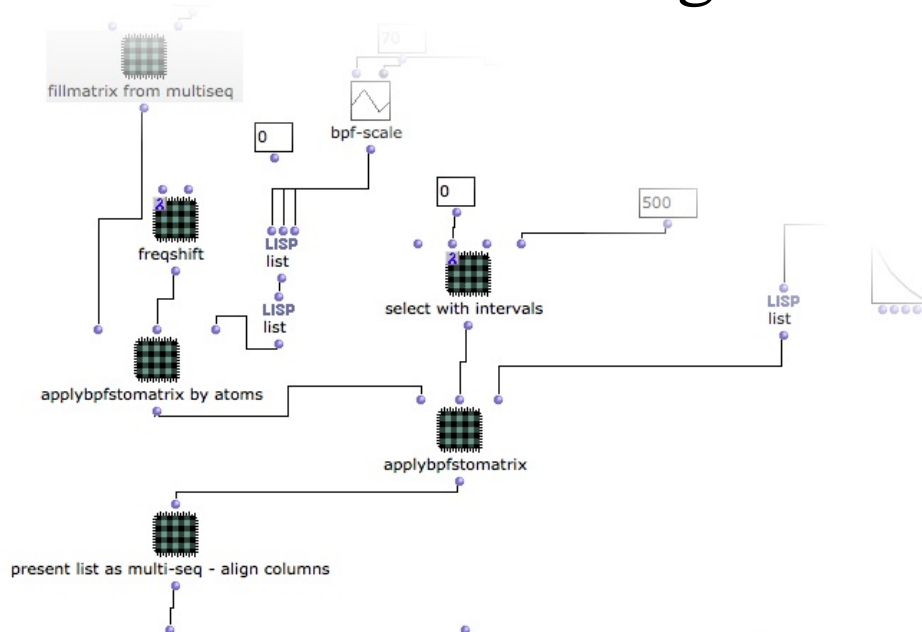 70
fillmatrix from multiseq
bpf-scale
0
0
500
LISP
list
freqshift
select with intervals
LISP
list
LISP
list
applybpfstomatrix by atoms
applybpfstomatrix
present list as multi-seq - align columns